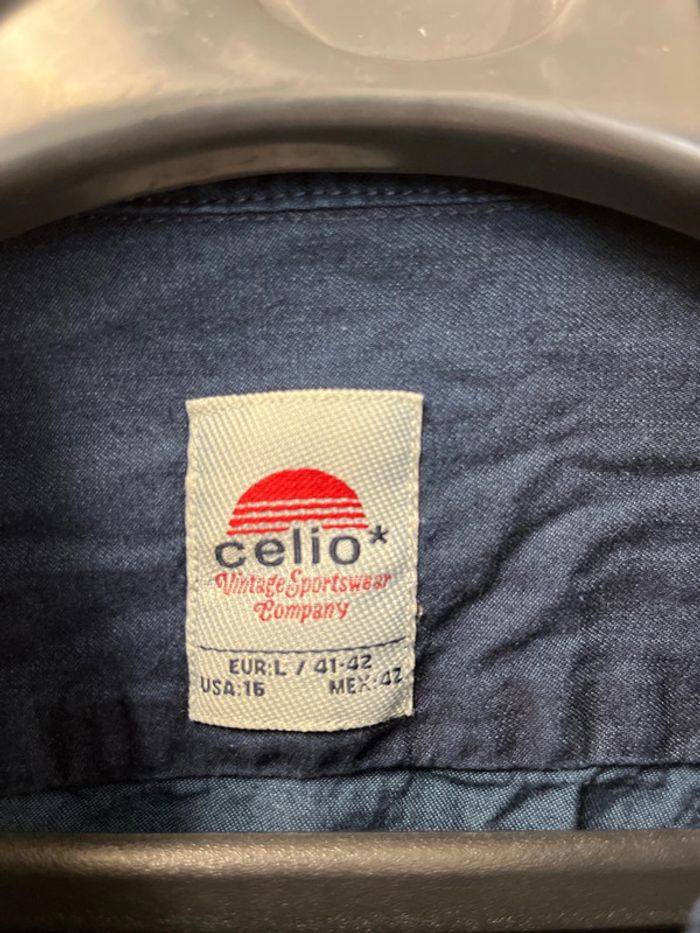 celio*
Vintage Sportswear
Company
EUR:L / 41-42
USA:16 MEX:42